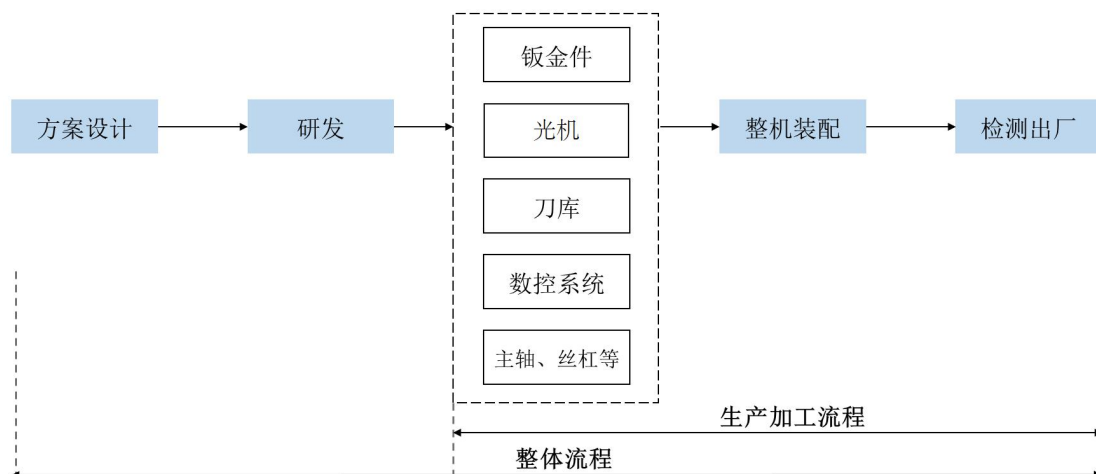 方案设计
研发
钣金件
光机
刀库
数控系统
主轴、丝杠等
整机装配
检测出厂
生产加工流程
整体流程